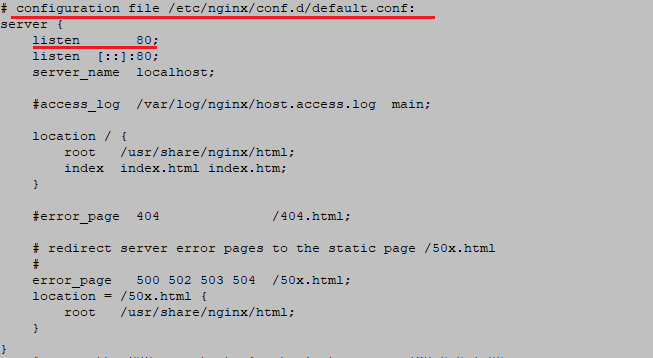 # configuration file /etc/nginx/conf.d/default.conf:
server {
    listen       80;
    listen  [::]:80;
    server_name  localhost;

    #access_log  /var/log/nginx/host.access.log  main;

    location / {
        root   /usr/share/nginx/html;
        index  index.html index.htm;
    }

    #error_page  404              /404.html;

    # redirect server error pages to the static page /50x.html
    #
    error_page   500 502 503 504  /50x.html;
    location = /50x.html {
        root   /usr/share/nginx/html;
    }

}